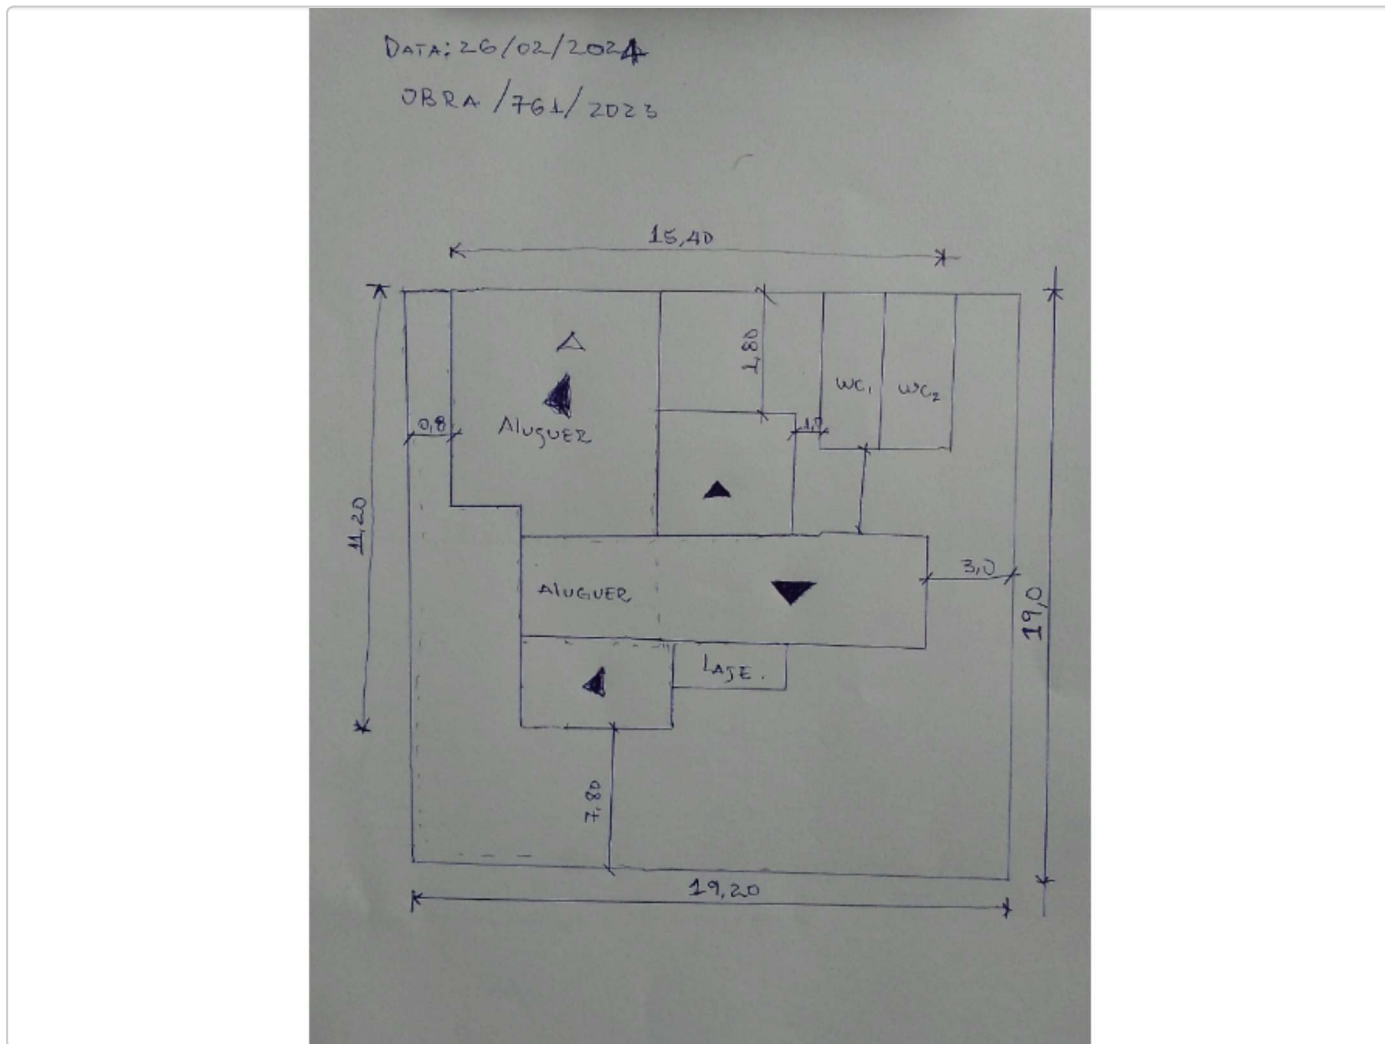 DATA: 26/02/2024
OBRA /761/2023
15,40
1,80
WC1 WC2
0,8
Aluguer
1,0
11,20
3,0
ALUGUER
19,0
LAJE.
7,80
19,20